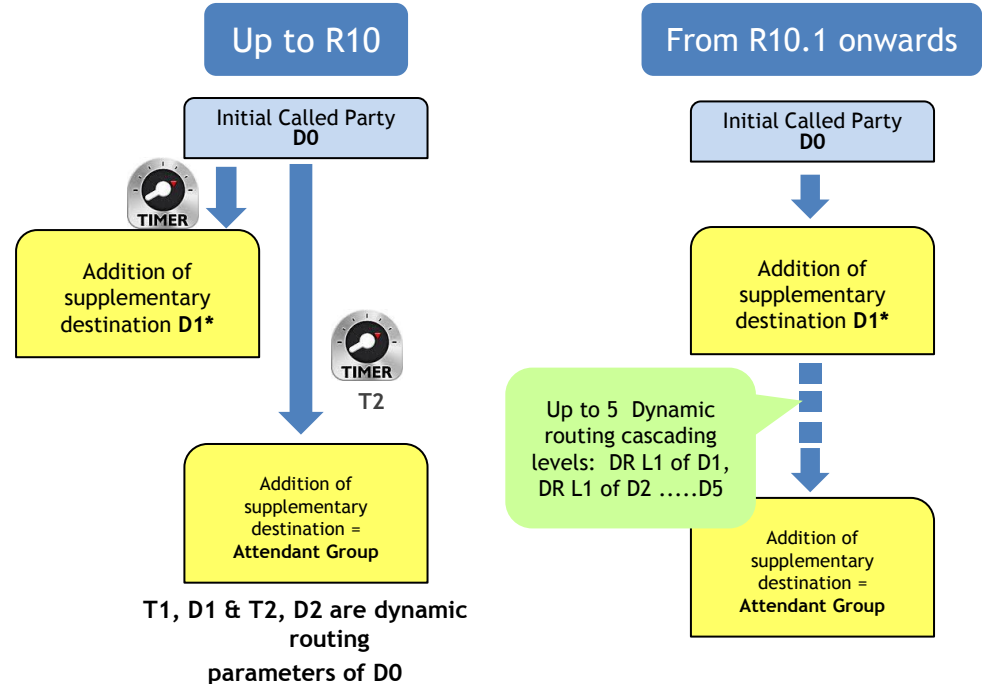 Up to R10
Initial Called Party
D0
TIMER
Addition of
supplementary
destination D1*
TIMER
T2
Addition of
supplementary
destination =
Attendant Group
T1, D1 & T2, D2 are dynamic
routing
parameters of D0
From R10.1 onwards
Initial Called Party
D0
Addition of
supplementary
destination D1*
Up to 5 Dynamic
routing cascading
levels: DR L1 of D1,
DR L1 of D2 .....D5
Addition of
supplementary
destination =
Attendant Group